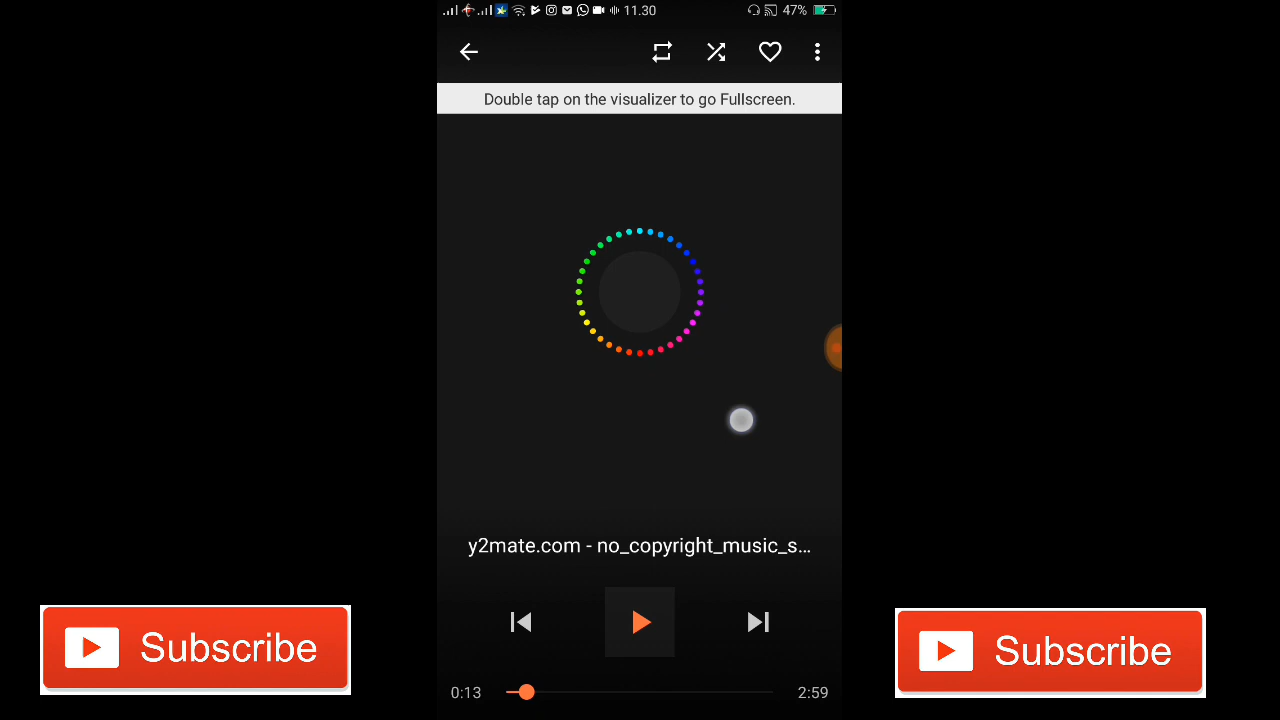 11.30
47%
Double tap on the visualizer to go Fullscreen.
y2mate.com - no_copyright_music_s...
0:13
2:59
Subscribe
Subscribe